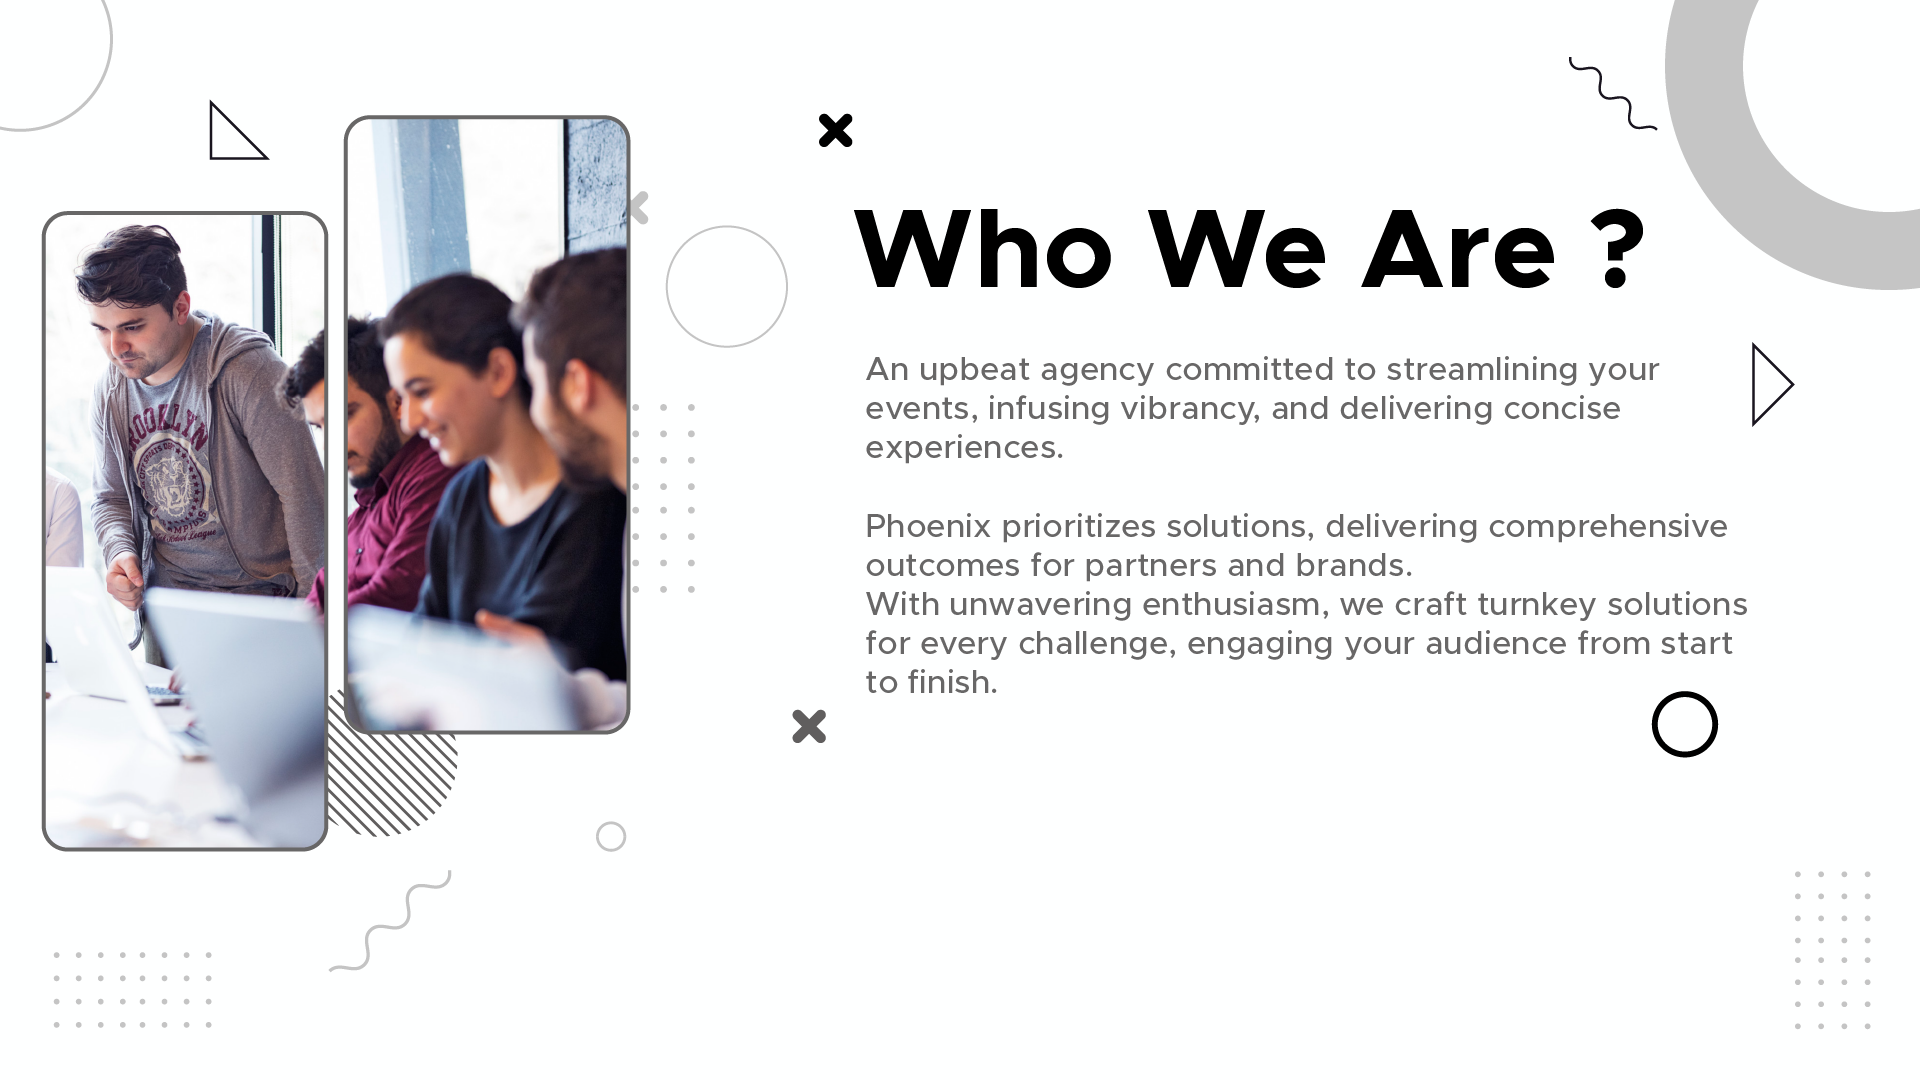 Who We Are ?
An upbeat agency committed to streamlining your
events, infusing vibrancy, and delivering concise
experiences.
Phoenix prioritizes solutions, delivering comprehensive
outcomes for partners and brands.
With unwavering enthusiasm, we craft turnkey solutions
for every challenge, engaging your audience from start
to finish.